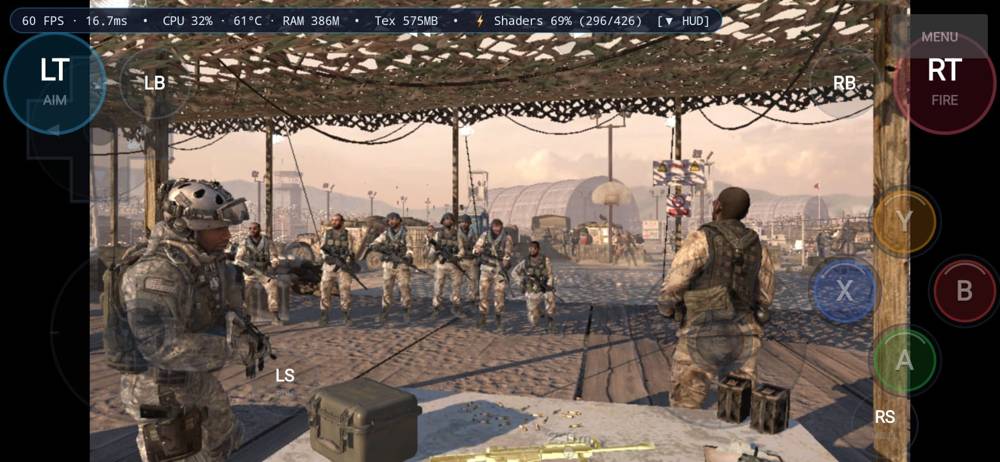 60 FPS · 16.7ms • CPU 32% · 61°C · RAM 386M • Tex 575MB • ⚡ Shaders 69% (296/426) [▼ HUD]
MENU
LT
AIM
LB
RB
RT
FIRE
Y
X
B
A
LS
RS